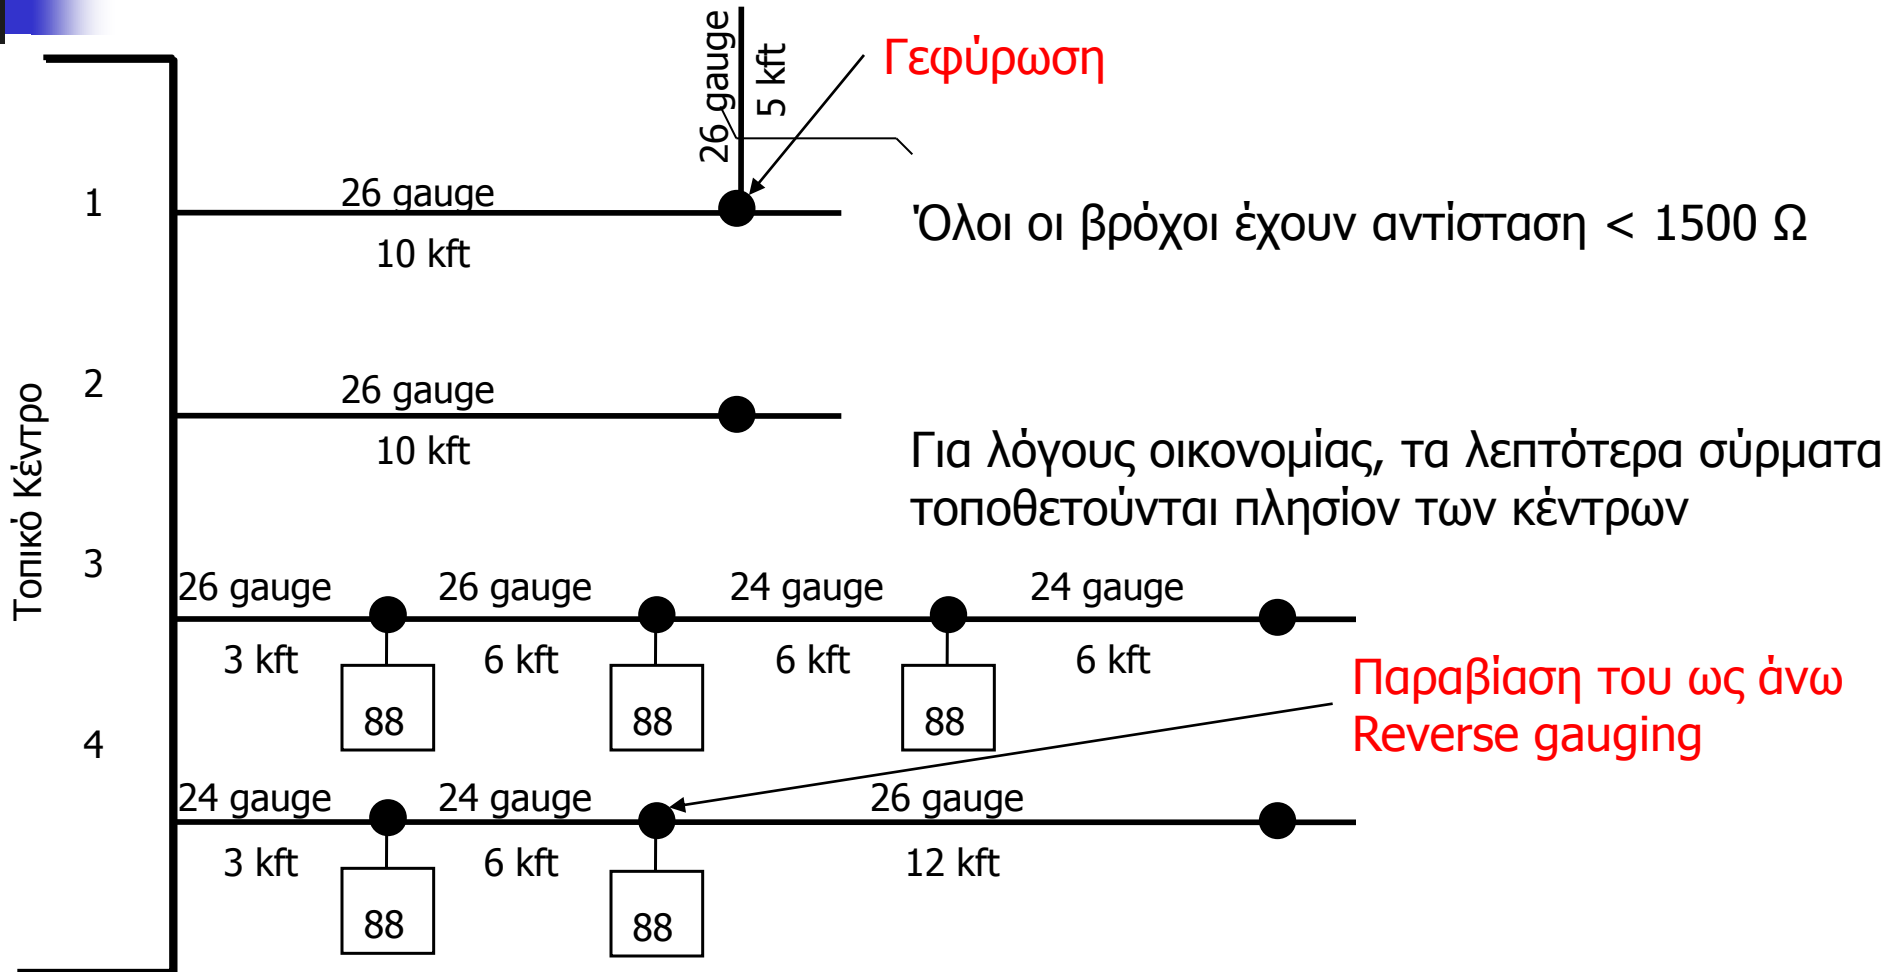 26 gauge
5 kft
Γεφύρωση
1
26 gauge
10 kft
Όλοι οι βρόχοι έχουν αντίσταση < 1500 Ω
Τοπικό Κέντρο
2
26 gauge
10 kft
Για λόγους οικονομίας, τα λεπτότερα σύρματα
τοποθετούνται πλησίον των κέντρων
3
26 gauge 26 gauge 24 gauge 24 gauge
3 kft 6 kft 6 kft 6 kft
88 88 88
Παραβίαση του ως άνω
Reverse gauging
4
24 gauge 24 gauge 26 gauge
3 kft 6 kft 12 kft
88 88